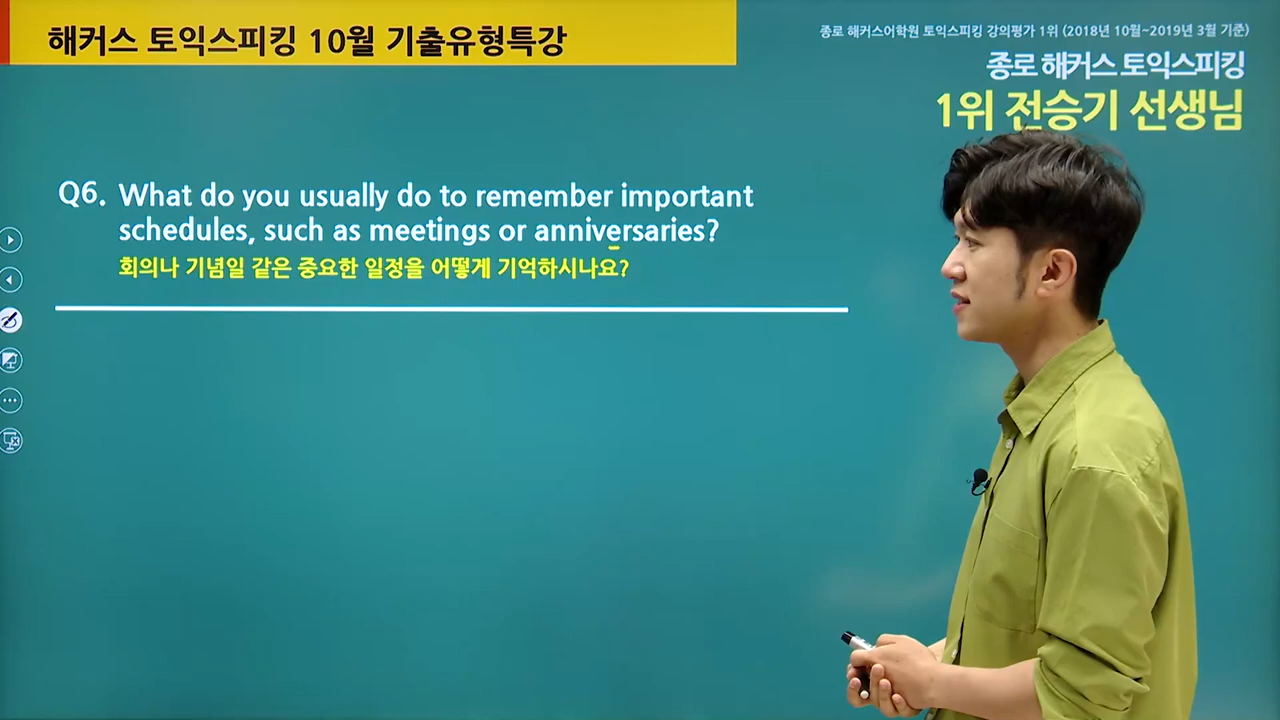 해커스 토익스피킹 10월 기출유형특강
종로 해커스어학원 토익스피킹 강의평가 1위 (2018년 10월~2019년 3월 기준)
종로 해커스 토익스피킹
1위 전승기 선생님
Q6. What do you usually do to remember important
schedules, such as meetings or anniversaries?
회의나 기념일 같은 중요한 일정을 어떻게 기억하시나요?